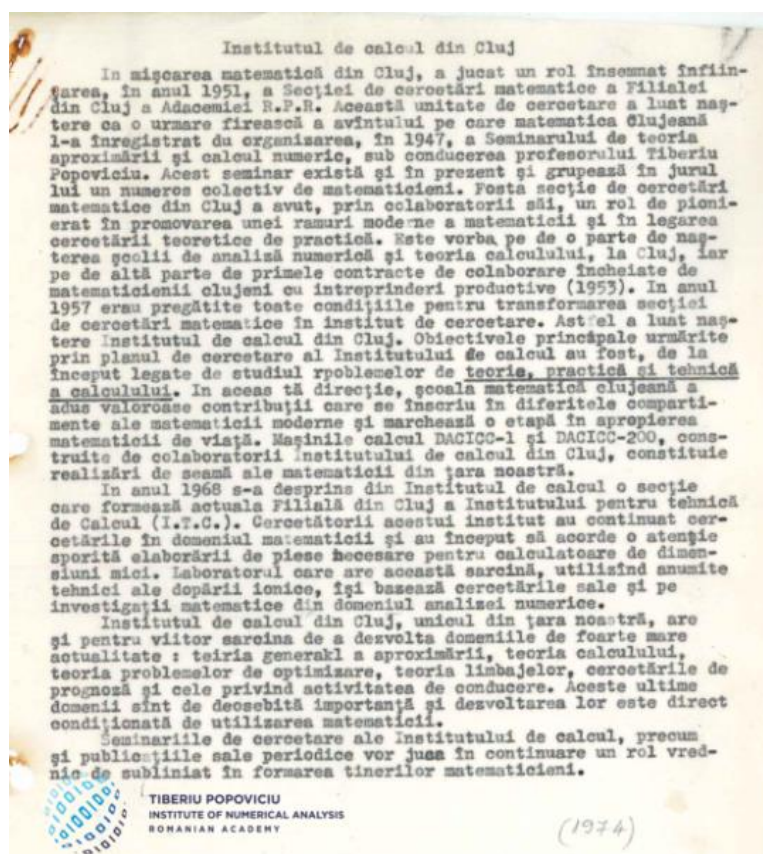 Institutul de calcul din Cluj
In mişcarea matematică din Cluj, a jucat un rol însemnat înfiin-
ţarea, în anul 1951, a Secţiei de cercetări matematice a Filialei
din Cluj a Adacemiei R.P.R. Această unitate de cercetare a luat naş-
tere ca o urmare firească a avîntului pe care matematica Clujeană
l-a înregistrat du organizarea, în 1947, a Seminarului de teoria
aproximării şi calcul numeric, sub conducerea profesorului Tiberiu
Popoviciu. Acest seminar există şi în prezent şi grupează în jurul
lui un numeros colectiv de matematicieni. Fosta secţie de cercetări
matematice din Cluj a avut, prin colaboratorii săi, un rol de pioni-
erat în promovarea unei ramuri moderne a matematicii şi în legarea
cercetării teoretice de practică. Este vorba pe de o parte de naş-
terea şcolii de analiză numerică şi teoria calculului, la Cluj, iar
pe de altă parte de primele contracte de colaborare încheiate de
matematicienii clujeni cu intreprinderi productive (1953). In anul
1957 erau pregătite toate condiţiile pentru transformarea secţiei
de cercetări matematice în institut de cercetare. Astfel a luat naş-
tere Institutul de calcul din Cluj. Obiectivele principale urmărite
prin planul de cercetare al Institutului de calcul au fost, de la
început legate de studiul rpoblemelor de teorie, practică şi tehnică
a calculului. In aceas tă direcţie, şcoala matematică clujeană a
adus valoroase contribuţii care se înscriu în diferitele comparti-
mente ale matematicii moderne şi marchează o etapă în apropierea
matematicii de viaţă. Maşinile calcul DACICC-1 şi DACICC-200, cons-
truite de colaboratorii Institutului de calcul din Cluj, constituie
realizări de seamă ale matematicii din ţara noastră.
In anul 1968 s-a desprins din Institutul de calcul o secţie
care formează actuala Filială din Cluj a Institutului pentru tehnică
de Calcul (I.T.C.). Cercetătorii acestui institut au continuat cer-
cetările în domeniul matematicii şi au început să acorde o atenţie
sporită elaborării de piese necesare pentru calculatoare de dimen-
siuni mici. Laboratorul care are această sarcină, utilizînd anumite
tehnici ale dopării ionice, îşi bazează cercetările sale şi pe
investigaţii matematice din domeniul analizei numerice.
Institutul de calcul din Cluj, unicul din ţara noastră, are
şi pentru viitor sarcina de a dezvolta domeniile de foarte mare
actualitate : teiria generakl a aproximării, teoria calculului,
teoria problemelor de optimizare, teoria limbajelor, cercetările de
prognoză şi cele privind activitatea de conducere. Aceste ultime
domenii sînt de deosebită importanţă şi dezvoltarea lor este direct
condiţionată de utilizarea matematicii.
Seminariile de cercetare ale Institutului de calcul, precum
şi publicaţiile sale periodice vor juca în continuare un rol vred-
nic de subliniat în formarea tinerilor matematicieni.
TIBERIU POPOVICIU
INSTITUTE OF NUMERICAL ANALYSIS
ROMANIAN ACADEMY
(1974)